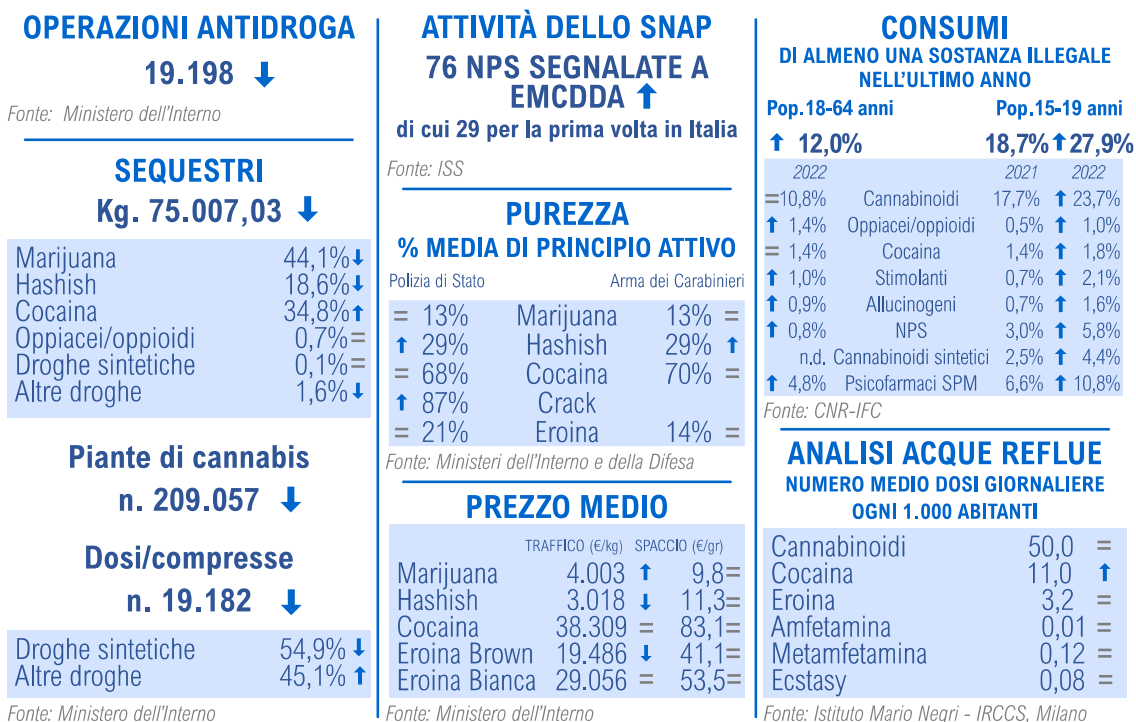 OPERAZIONI ANTIDROGA
19.198 ⬇
Fonte: Ministero dell'Interno
SEQUESTRI
Kg. 75.007,03 ⬇
Marijuana 44,1% ⬇
Hashish 18,6% ⬇
Cocaina 34,8% ⬆
Oppiacei/oppioidi 0,7% =
Droghe sintetiche 0,1% =
Altre droghe 1,6% ⬇
Piante di cannabis
n. 209.057 ⬇
Dosi/compresse
n. 19.182 ⬇
Droghe sintetiche 54,9% ⬇
Altre droghe 45,1% ⬆
Fonte: Ministero dell'Interno
ATTIVITÀ DELLO SNAP
76 NPS SEGNALATE A
EMCDDA ⬆
di cui 29 per la prima volta in Italia
Fonte: ISS
PUREZZA
% MEDIA DI PRINCIPIO ATTIVO
Polizia di Stato Arma dei Carabinieri
= 13% Marijuana 13% =
⬆ 29% Hashish 29% ⬆
= 68% Cocaina 70% =
⬆ 87% Crack
= 21% Eroina 14% =
Fonte: Ministeri dell'Interno e della Difesa
PREZZO MEDIO
TRAFFICO (€/kg) SPACCIO (€/gr)
Marijuana 4.003 ⬆ 9,8 =
Hashish 3.018 ⬇ 11,3 =
Cocaina 38.309 = 83,1 =
Eroina Brown 19.486 ⬇ 41,1 =
Eroina Bianca 29.056 = 53,5 =
Fonte: Ministero dell'Interno
CONSUMI
DI ALMENO UNA SOSTANZA ILLEGALE
NELL'ULTIMO ANNO
Pop.18-64 anni Pop.15-19 anni
⬆ 12,0% 18,7% ⬆ 27,9%
2022 2021 2022
= 10,8% Cannabinoidi 17,7% ⬆ 23,7%
⬆ 1,4% Oppiacei/oppioidi 0,5% ⬆ 1,0%
= 1,4% Cocaina 1,4% ⬆ 1,8%
⬆ 1,0% Stimolanti 0,7% ⬆ 2,1%
⬆ 0,9% Allucinogeni 0,7% ⬆ 1,6%
⬆ 0,8% NPS 3,0% ⬆ 5,8%
n.d. Cannabinoidi sintetici 2,5% ⬆ 4,4%
⬆ 4,8% Psicofarmaci SPM 6,6% ⬆ 10,8%
Fonte: CNR-IFC
ANALISI ACQUE REFLUE
NUMERO MEDIO DOSI GIORNALIERE
OGNI 1.000 ABITANTI
Cannabinoidi 50,0 =
Cocaina 11,0 ⬆
Eroina 3,2 =
Amfetamina 0,01 =
Metamfetamina 0,12 =
Ecstasy 0,08 =
Fonte: Istituto Mario Negri - IRCCS, Milano